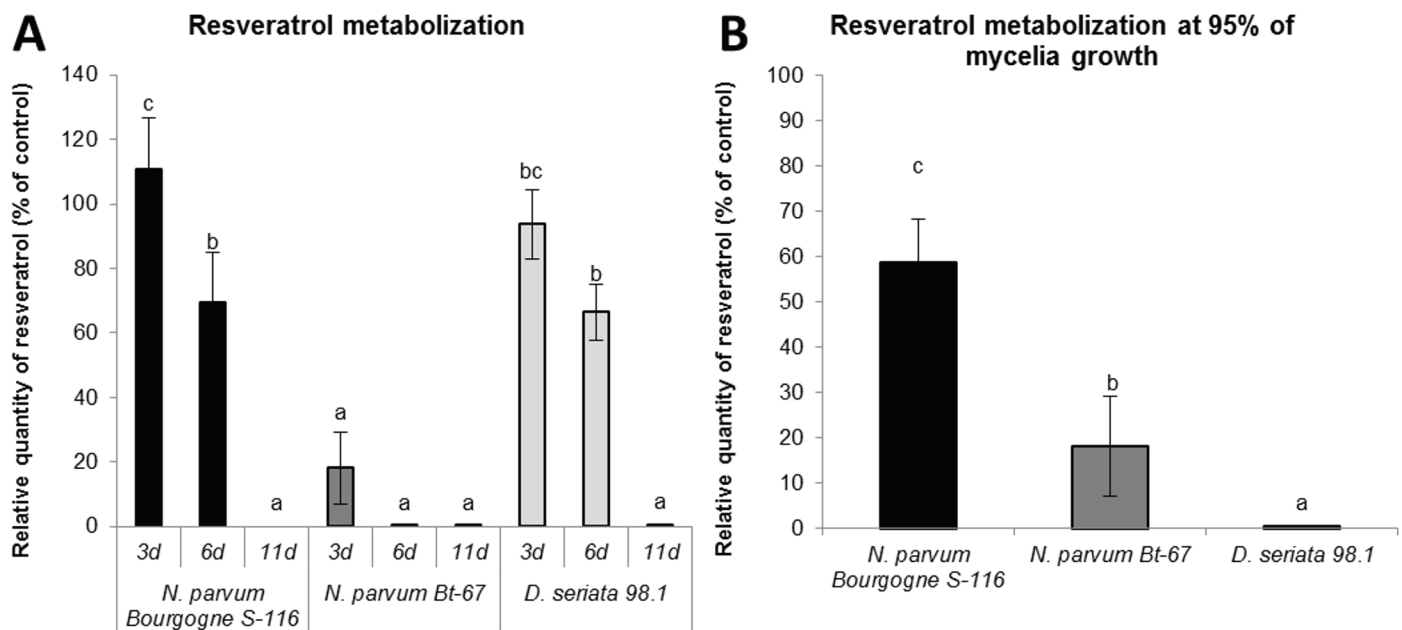 A
Resveratrol metabolization
Relative quantity of resveratrol (% of control)
140
120
100
80
60
40
20
0
c
b
a
a
a
a
bc
b
a
3d 6d 11d 3d 6d 11d 3d 6d 11d
N. parvum
Bourgogne S-116
N. parvum Bt-67
D. seriata 98.1
B
Resveratrol metabolization at 95% of
mycelia growth
Relative quantity of resveratrol (% of control)
100
90
80
70
60
50
40
30
20
10
0
c
b
a
N. parvum
Bourgogne S-116
N. parvum Bt-67
D. seriata 98.1